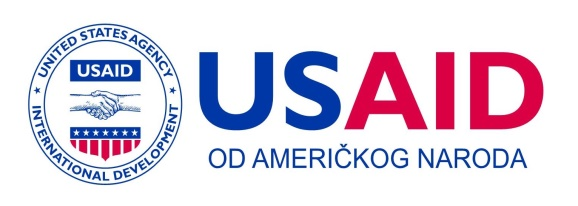 UNITED STATES AGENCY
USAID
INTERNATIONAL DEVELOPMENT
USAID
OD AMERIČKOG NARODA